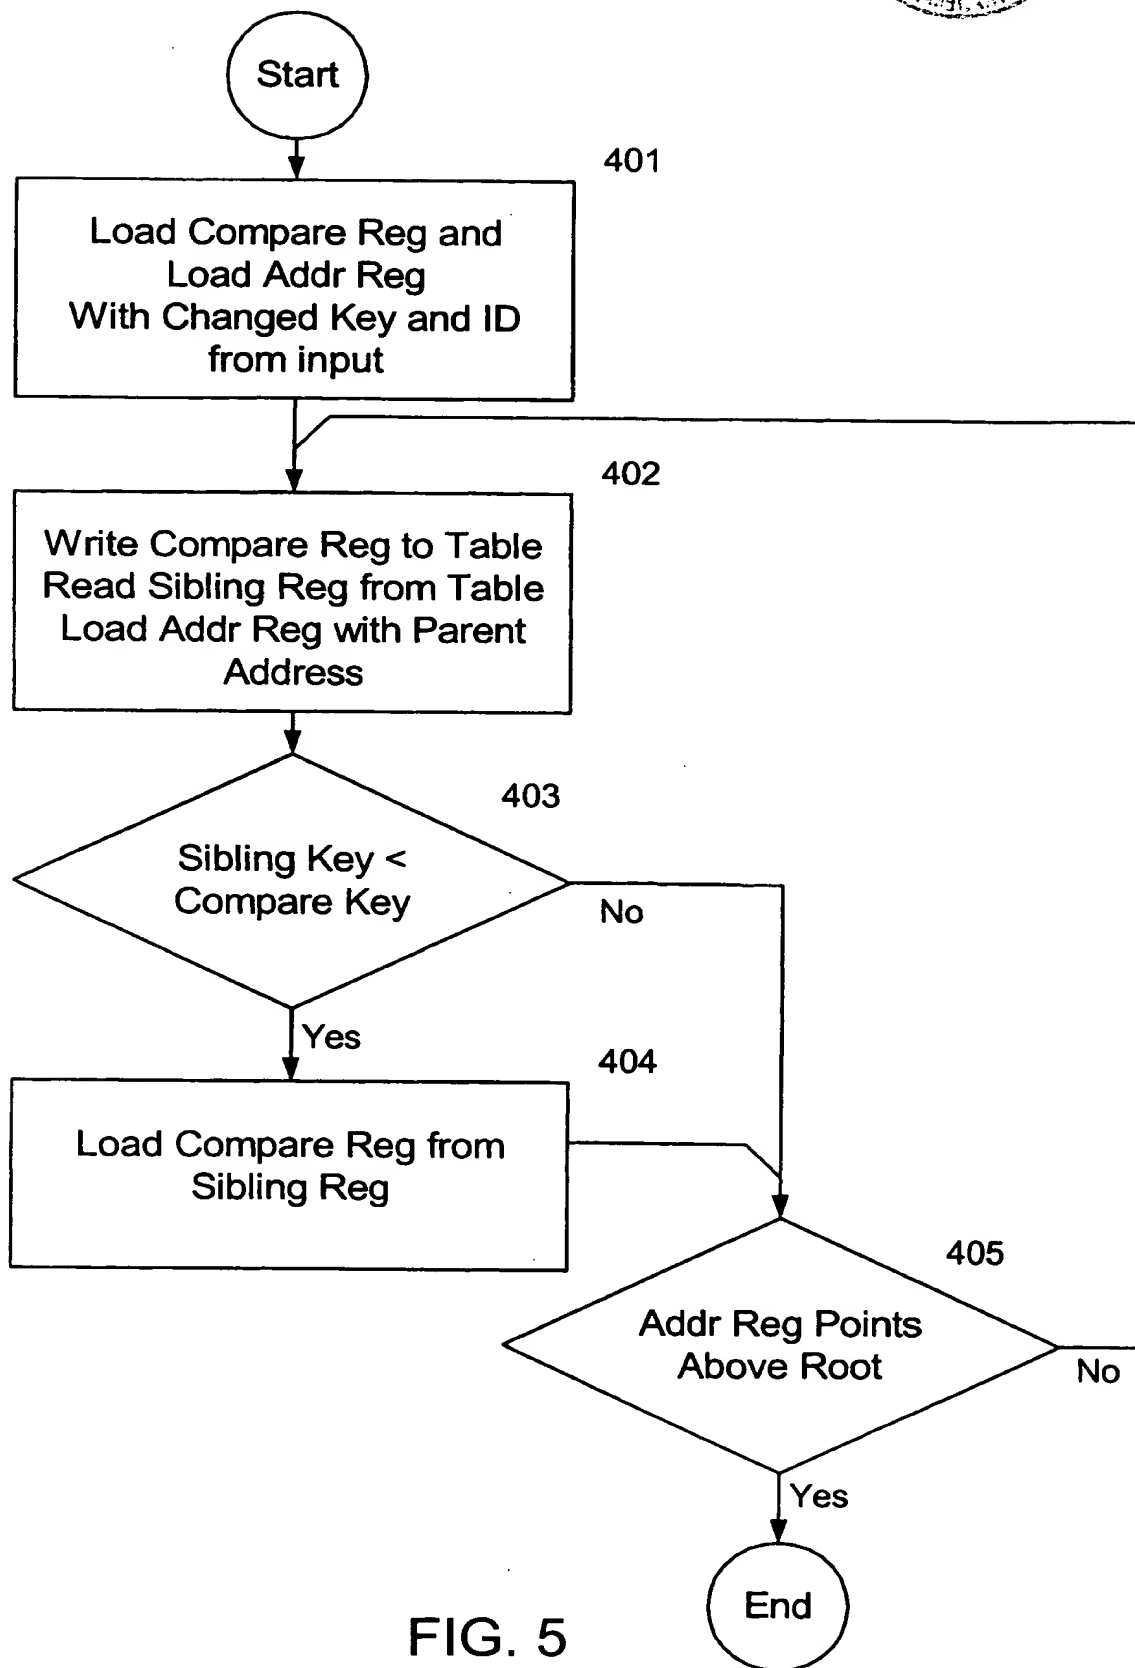 Start
401
Load Compare Reg and
Load Addr Reg
With Changed Key and ID
from input
402
Write Compare Reg to Table
Read Sibling Reg from Table
Load Addr Reg with Parent
Address
403
Sibling Key <
Compare Key
No
Yes
404
Load Compare Reg from
Sibling Reg
405
Addr Reg Points
Above Root
No
Yes
End
FIG. 5